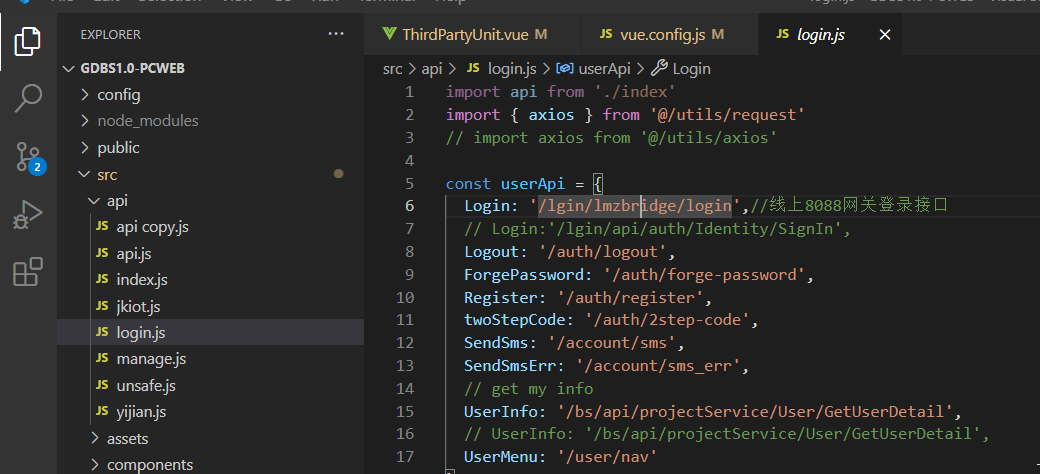 EXPLORER
ThirdPartyUnit.vue M
JS vue.config.js M
JS login.js
GDBS1.0-PCWEB
src > api > JS login.js > userApi > Login
config
node_modules
public
src
api
JS api copy.js
JS api.js
JS index.js
JS jkiot.js
JS login.js
JS manage.js
JS unsafe.js
JS yijian.js
assets
components
2
1 import api from './index'
2 import { axios } from '@/utils/request'
3 // import axios from '@/utils/axios'
4
5 const userApi = {
6 Login: '/lgin/lmzbridge/login',//线上8088网关登录接口
7 // Login:'/lgin/api/auth/Identity/SignIn',
8 Logout: '/auth/logout',
9 ForgePassword: '/auth/forge-password',
10 Register: '/auth/register',
11 twoStepCode: '/auth/2step-code',
12 SendSms: '/account/sms',
13 SendSmsErr: '/account/sms_err',
14 // get my info
15 UserInfo: '/bs/api/projectService/User/GetUserDetail',
16 // UserInfo: '/bs/api/projectService/User/GetUserDetail',
17 UserMenu: '/user/nav'